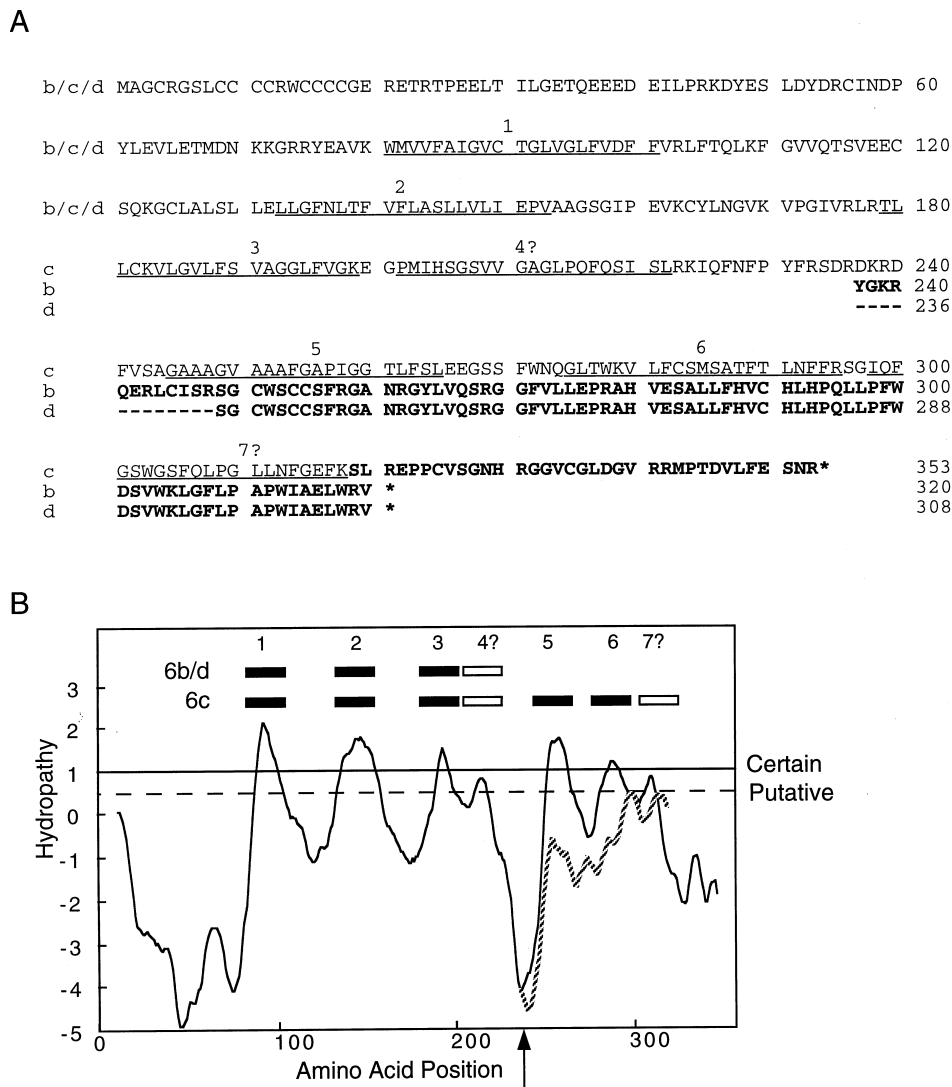 A
b/c/d MAGCRGSLCC CCRWCCCCGE RETRTPEELT ILGETQEEED EILPRKDYES LDYDRCINDP 60
1
b/c/d YLEVLETMDN KKGRRYEAVK WMVVFAIGVC TGLVGLFVDF FVRLFTQLKF GVVQTSVEEC 120
2
b/c/d SQKGCLALSL LELLGFNLTF VFLASLLVLI EPVAAGSGIP EVKCYLNGVK VPGIVRLRTL 180
3 4?
c LCKVLGVLFS VAGGLFVGKE GPMIHSGSVV GAGLPQFQSI SLRKIQFNFP YFRSDRDKRD 240
b YGKR 240
d ---- 236
5 6
c FVSAGAAAGV AAAFGAPIGG TLFSLEEGSS FWNQGLTWKV LFCSMSATFT LNFFRSGIQF 300
b QERLCISRSG CWSCCSFRGA NRGYLVQSRG GFVLLEPRAH VESALLFHVC HLHPQLLPFW 300
d --------SG CWSCCSFRGA NRGYLVQSRG GFVLLEPRAH VESALLFHVC HLHPQLLPFW 288
7?
c GSWGSFQLPG LLNFGEFKSL REPPCVSGNH RGGVCGLDGV RRMPTDVLFE SNR* 353
b DSVWKLGFLP APWIAELWRV * 320
d DSVWKLGFLP APWIAELWRV * 308
B
1 2 3 4? 5 6 7?
6b/d
6c
3
2
1
0
-1
-2
-3
-4
-5
Hydropathy
Certain
Putative
0 100 200 300
Amino Acid Position